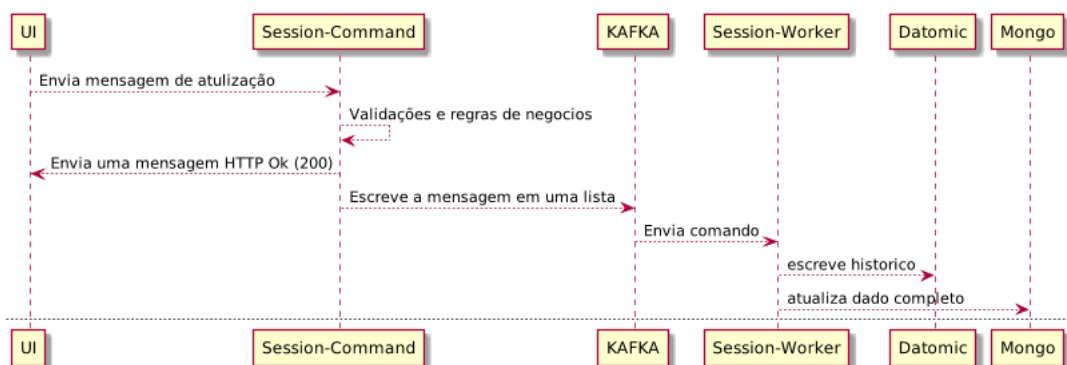 UI
Session-Command
KAFKA
Session-Worker
Datomic
Mongo
Envia mensagem de atulização
Validações e regras de negocios
Envia uma mensagem HTTP Ok (200)
Escreve a mensagem em uma lista
Envia comando
escreve historico
atualiza dado completo
UI
Session-Command
KAFKA
Session-Worker
Datomic
Mongo